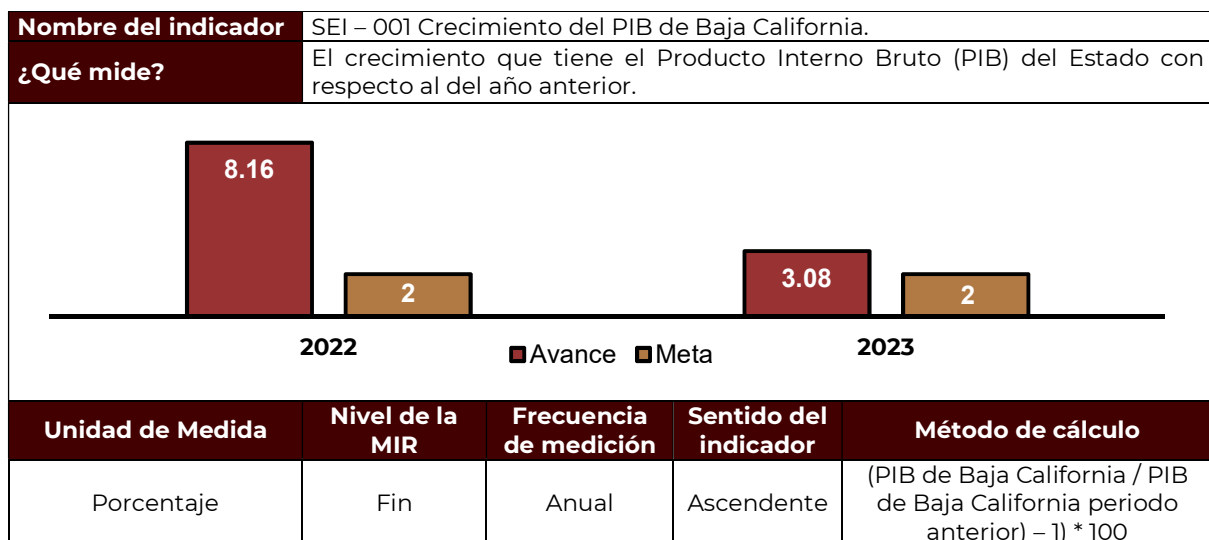 Nombre del indicador SEI – 001 Crecimiento del PIB de Baja California.
¿Qué mide? El crecimiento que tiene el Producto Interno Bruto (PIB) del Estado con
respecto al del año anterior.
8.16
2
3.08
2
2022
2023
Avance Meta
Unidad de Medida
Nivel de la
MIR
Frecuencia
de medición
Sentido del
indicador
Método de cálculo
Porcentaje
Fin
Anual
Ascendente
(PIB de Baja California / PIB
de Baja California periodo
anterior) – 1) * 100